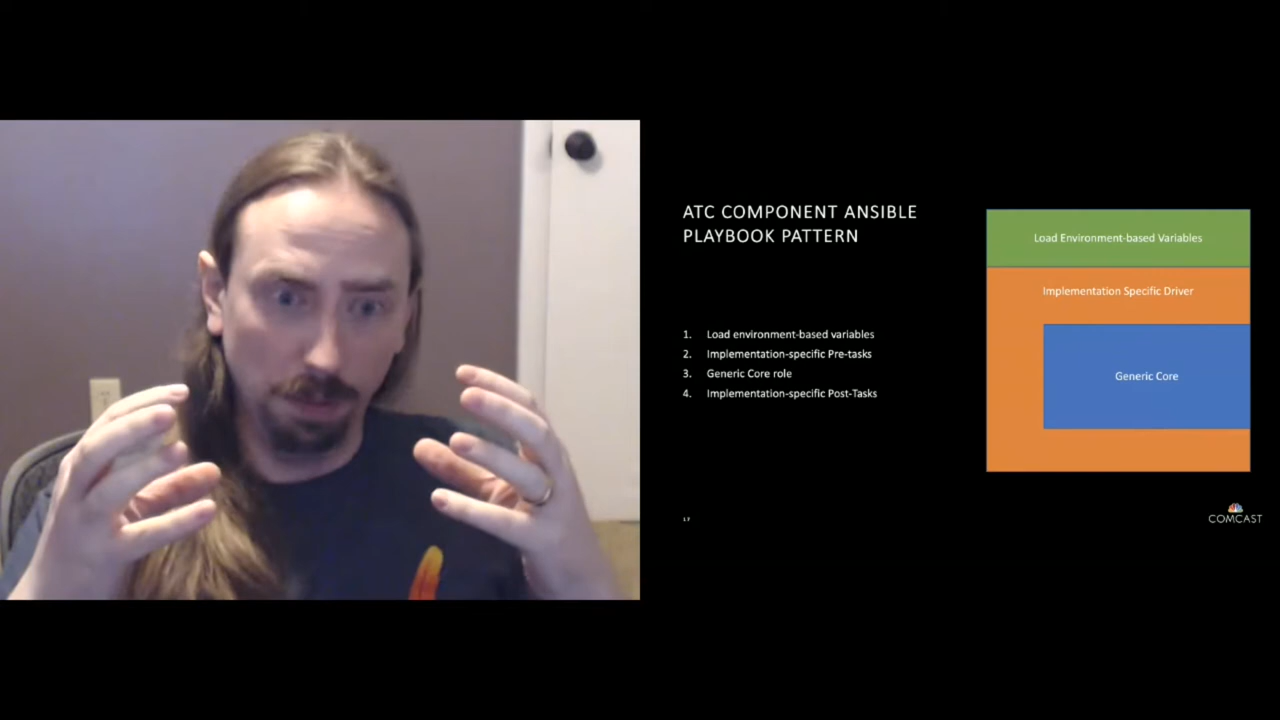 ATC COMPONENT ANSIBLE
PLAYBOOK PATTERN
1. Load environment-based variables
2. Implementation-specific Pre-tasks
3. Generic Core role
4. Implementation-specific Post-Tasks
Load Environment-based Variables
Implementation Specific Driver
Generic Core
COMCAST